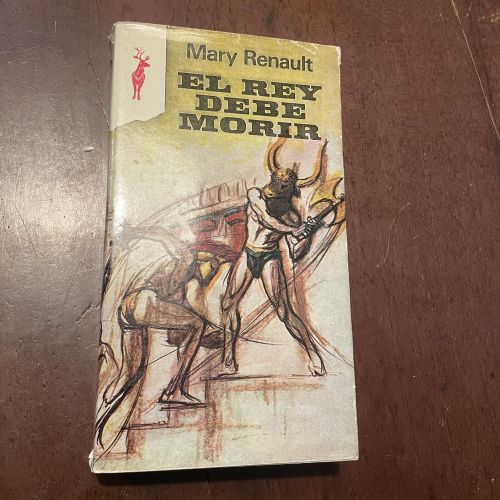 Mary Renault
EL REY
DEBE
MORIR